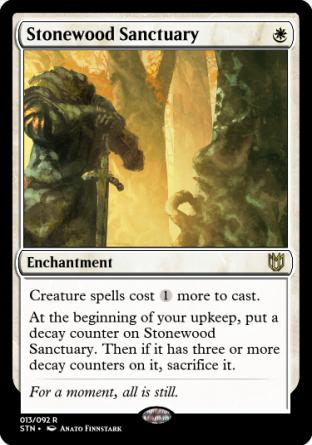 Stonewood Sanctuary
Enchantment
Creature spells cost 1 more to cast.
At the beginning of your upkeep, put a
decay counter on Stonewood
Sanctuary. Then if it has three or more
decay counters on it, sacrifice it.
For a moment, all is still.
013/092 R
STN • Anato Finnstark